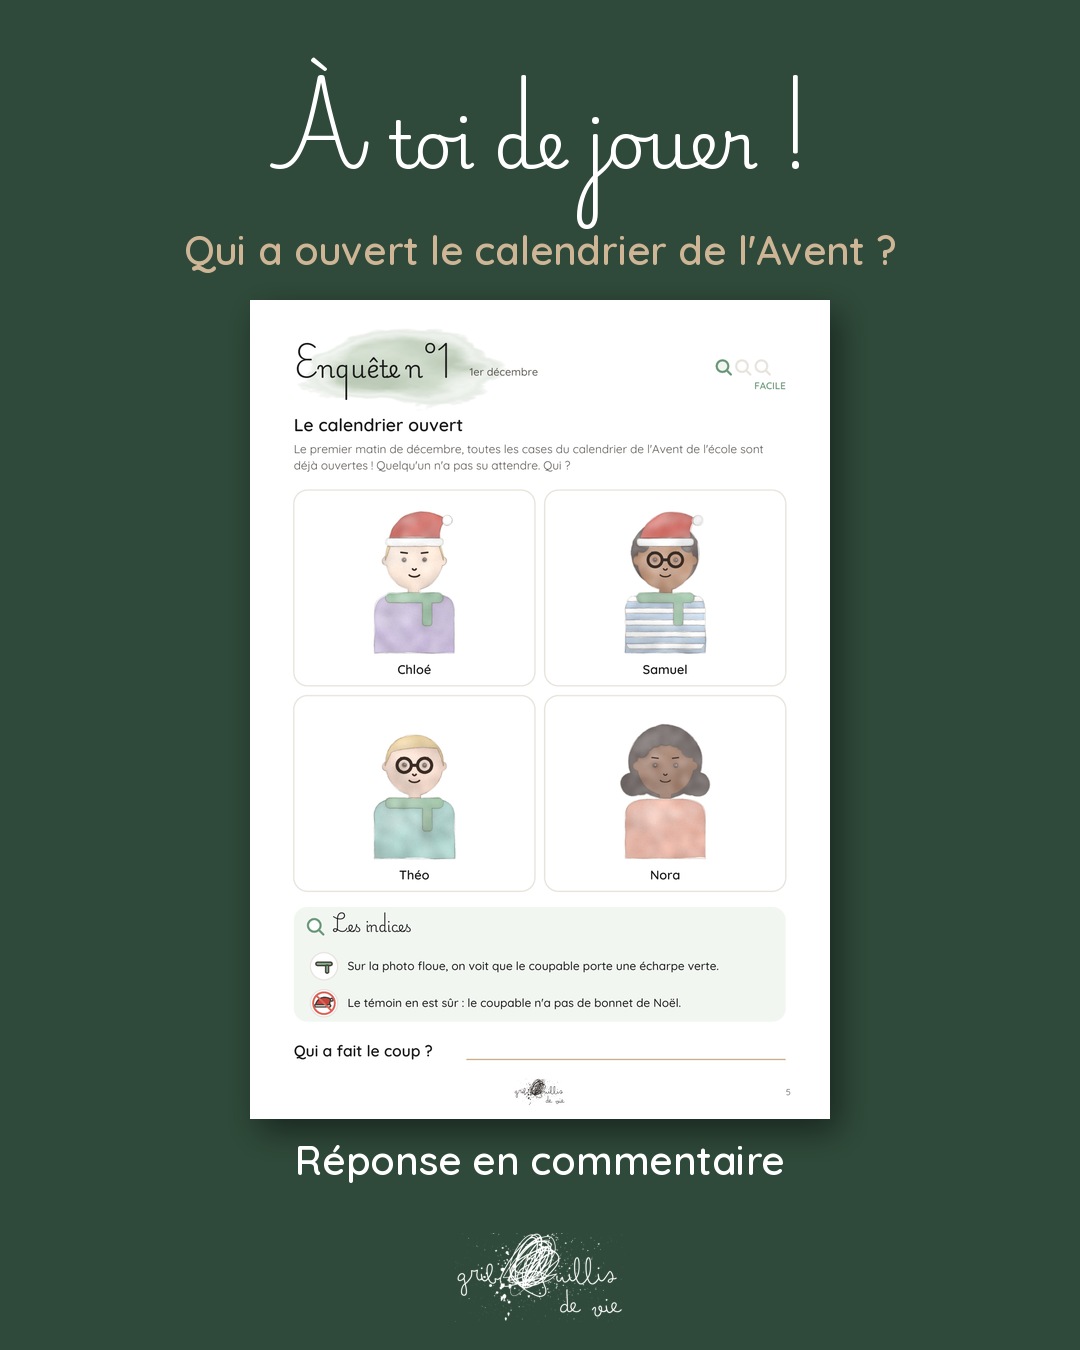 À toi de jouer !
Qui a ouvert le calendrier de l'Avent ?
Enquête n°1
1er décembre
FACILE
Le calendrier ouvert
Le premier matin de décembre, toutes les cases du calendrier de l'Avent de l'école sont
déjà ouvertes ! Quelqu'un n'a pas su attendre. Qui ?
Chloé
Samuel
Théo
Nora
Les indices
Sur la photo floue, on voit que le coupable porte une écharpe verte.
Le témoin en est sûr : le coupable n'a pas de bonnet de Noël.
Qui a fait le coup ?
de vie
5
Réponse en commentaire
de vie